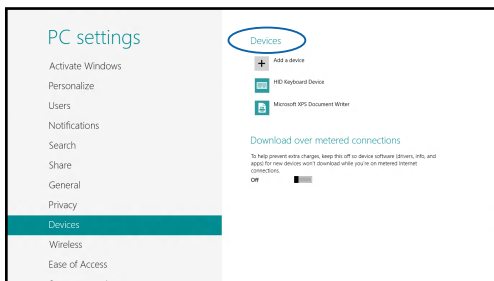 PC settings
Activate Windows
Personalize
Users
Notifications
Search
Share
General
Privacy
Devices
Wireless
Ease of Access
Devices
Add a device
HID Keyboard Device
Microsoft XPS Document Writer
Download over metered connections
To help prevent extra charges, keep this off so device software (drivers, info, and
apps) for new devices won't download while you're on metered Internet
connections.
Off